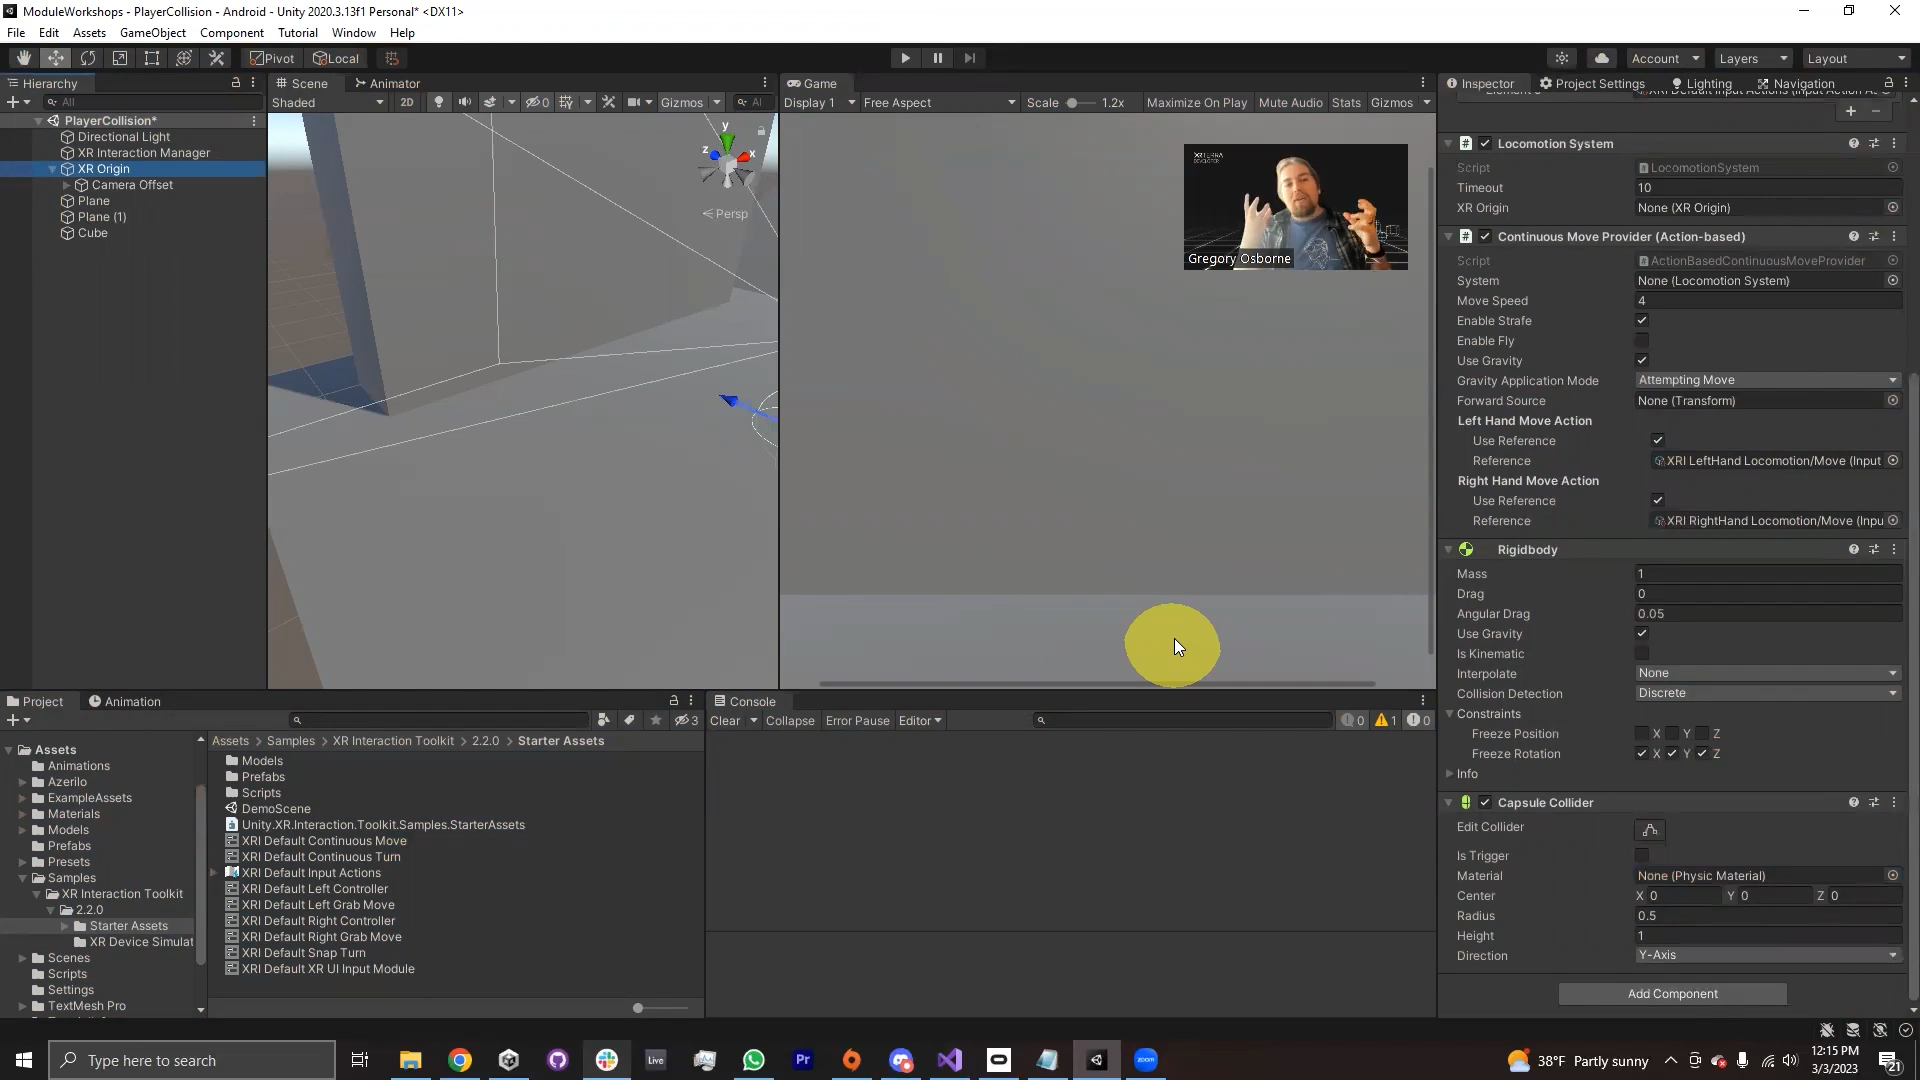 ModuleWorkshops - PlayerCollision - Android - Unity 2020.3.13f1 Personal* <DX11>
File Edit Assets GameObject Component Tutorial Window Help
Pivot Local Account Layers Layout
Hierarchy
All
PlayerCollision*
Directional Light
XR Interaction Manager
XR Origin
Camera Offset
Plane
Plane (1)
Cube
Scene Animator
Shaded 2D 0 Gizmos Al
y
z x
Persp
Game
Display 1 Free Aspect Scale 1.2x Maximize On Play Mute Audio Stats Gizmos
XRTERRA
DEVELOPER
Gregory Osborne
Inspector Project Settings Lighting Navigation
Locomotion System
Script LocomotionSystem
Timeout 10
XR Origin None (XR Origin)
Continuous Move Provider (Action-based)
Script ActionBasedContinuousMoveProvider
System None (Locomotion System)
Move Speed 4
Enable Strafe
Enable Fly
Use Gravity
Gravity Application Mode Attempting Move
Forward Source None (Transform)
Left Hand Move Action
Use Reference
Reference XRI LeftHand Locomotion/Move (Input
Right Hand Move Action
Use Reference
Reference XRI RightHand Locomotion/Move (Inpu
Rigidbody
Mass 1
Drag 0
Angular Drag 0.05
Use Gravity
Is Kinematic
Interpolate None
Collision Detection Discrete
Constraints
Freeze Position X Y Z
Freeze Rotation X Y Z
Info
Capsule Collider
Edit Collider
Is Trigger
Material None (Physic Material)
Center X 0 Y 0 Z 0
Radius 0.5
Height 1
Direction Y-Axis
Add Component
Project Animation
3
Assets
Animations
Azerilo
ExampleAssets
Materials
Models
Prefabs
Presets
Samples
XR Interaction Toolkit
2.2.0
Starter Assets
XR Device Simulat
Scenes
Scripts
Settings
TextMesh Pro
Assets > Samples > XR Interaction Toolkit > 2.2.0 > Starter Assets
Models
Prefabs
Scripts
DemoScene
Unity.XR.Interaction.Toolkit.Samples.StarterAssets
XRI Default Continuous Move
XRI Default Continuous Turn
XRI Default Input Actions
XRI Default Left Controller
XRI Default Left Grab Move
XRI Default Right Controller
XRI Default Right Grab Move
XRI Default Snap Turn
XRI Default XR UI Input Module
Console
Clear Collapse Error Pause Editor 0 1 0
Type here to search
Live
Pr
zoom
38°F Partly sunny
12:15 PM
3/3/2023
21